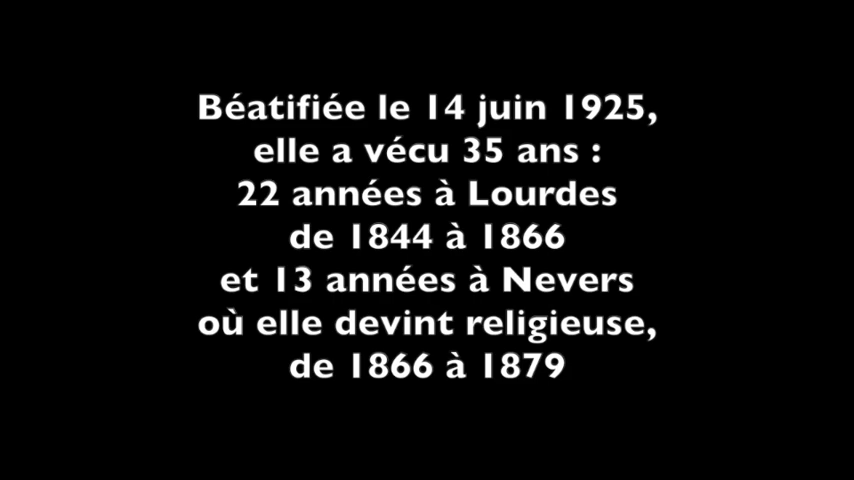 Béatifiée le 14 juin 1925,
elle a vécu 35 ans :
22 années à Lourdes
de 1844 à 1866
et 13 années à Nevers
où elle devint religieuse,
de 1866 à 1879